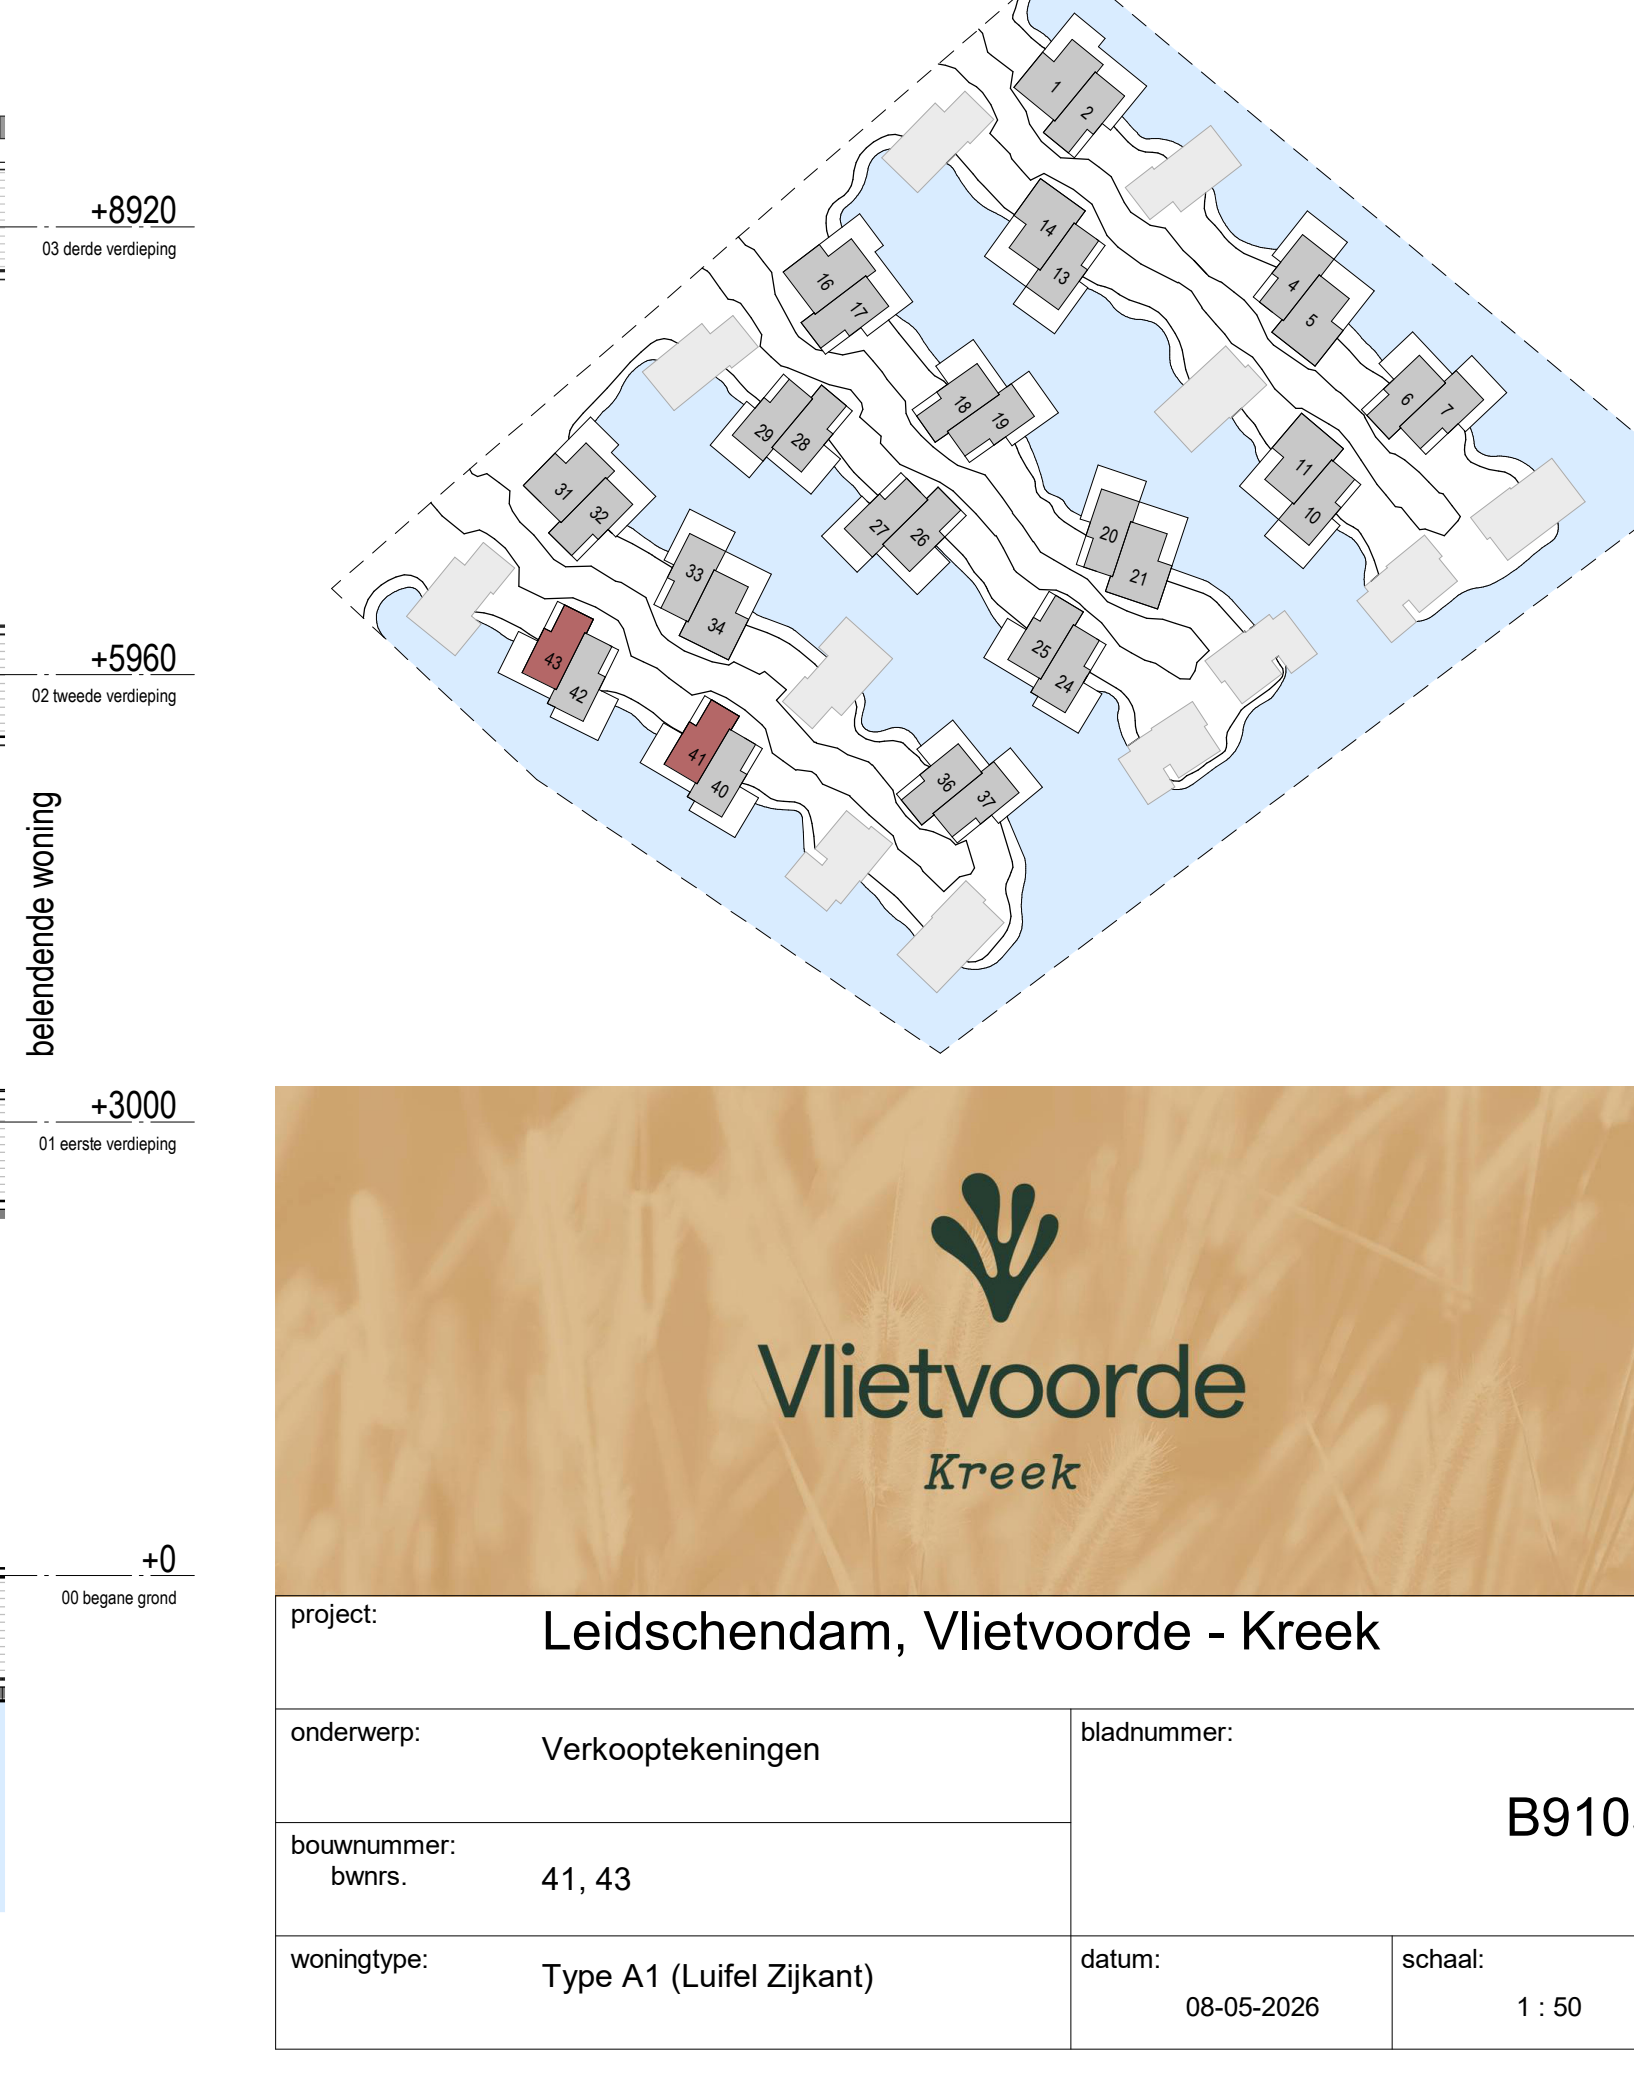 +8920
03 derde verdieping
+5960
02 tweede verdieping
belendende woning
+3000
01 eerste verdieping
+0
00 begane grond
1
2
14
13
16
17
4
5
6
7
18
19
29
28
11
10
31
32
27
26
20
21
33
34
25
24
43
42
41
40
36
37
Vlietvoorde
Kreek
project:
Leidschendam, Vlietvoorde - Kreek
onderwerp:
Verkooptekeningen
bladnummer:
B910
bouwnummer:
bwnrs.
41, 43
woningtype:
Type A1 (Luifel Zijkant)
datum:
08-05-2026
schaal:
1 : 50